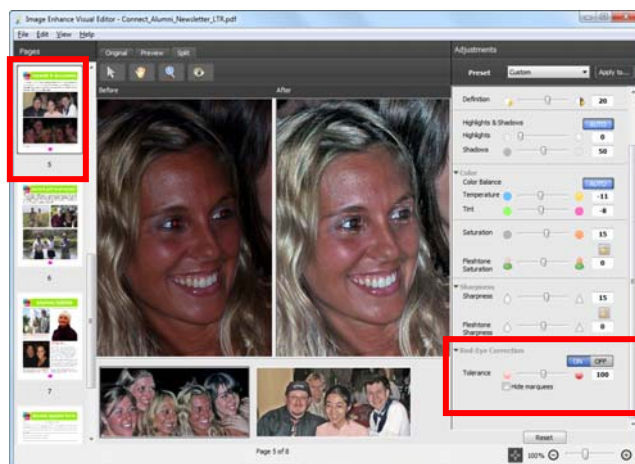 Image Enhance Visual Editor - Connect_Alumni_Newsletter_LTR.pdf
File Edit View Help
Pages
Original Preview Split
Adjustments
Preset Custom Apply to...
Before After
Definition 20
Highlights & Shadows AUTO
Highlights 0
Shadows 50
Color
Color Balance AUTO
Temperature -11
Tint -8
Saturation 15
Fleshtone
Saturation 0
Sharpness
Sharpness 15
Fleshtone
Sharpness 0
Red-Eye Correction
ON OFF
Tolerance 100
Hide marquees
5
6
7
Page 5 of 8
Reset
100%